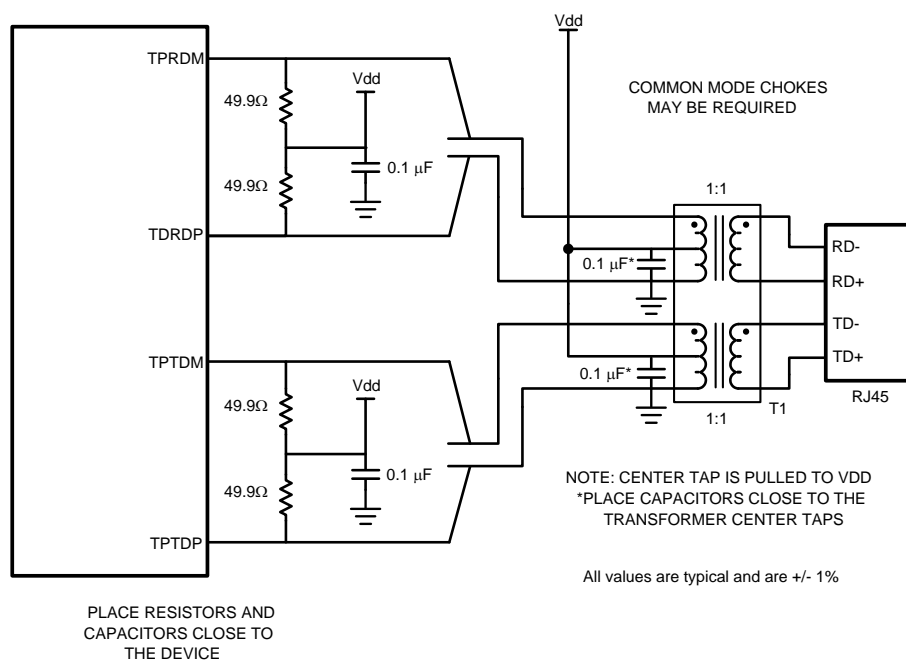 Vdd
TPRDM
Vdd
COMMON MODE CHOKES
MAY BE REQUIRED
49.9Ω
0.1 µF
49.9Ω
1:1
TDRDP
RD-
0.1 µF*
RD+
TD-
TPTDM
TD+
0.1 µF*
Vdd
RJ45
T1
49.9Ω
1:1
0.1 µF
NOTE: CENTER TAP IS PULLED TO VDD
49.9Ω
*PLACE CAPACITORS CLOSE TO THE
TRANSFORMER CENTER TAPS
TPTDP
All values are typical and are +/- 1%
PLACE RESISTORS AND
CAPACITORS CLOSE TO
THE DEVICE